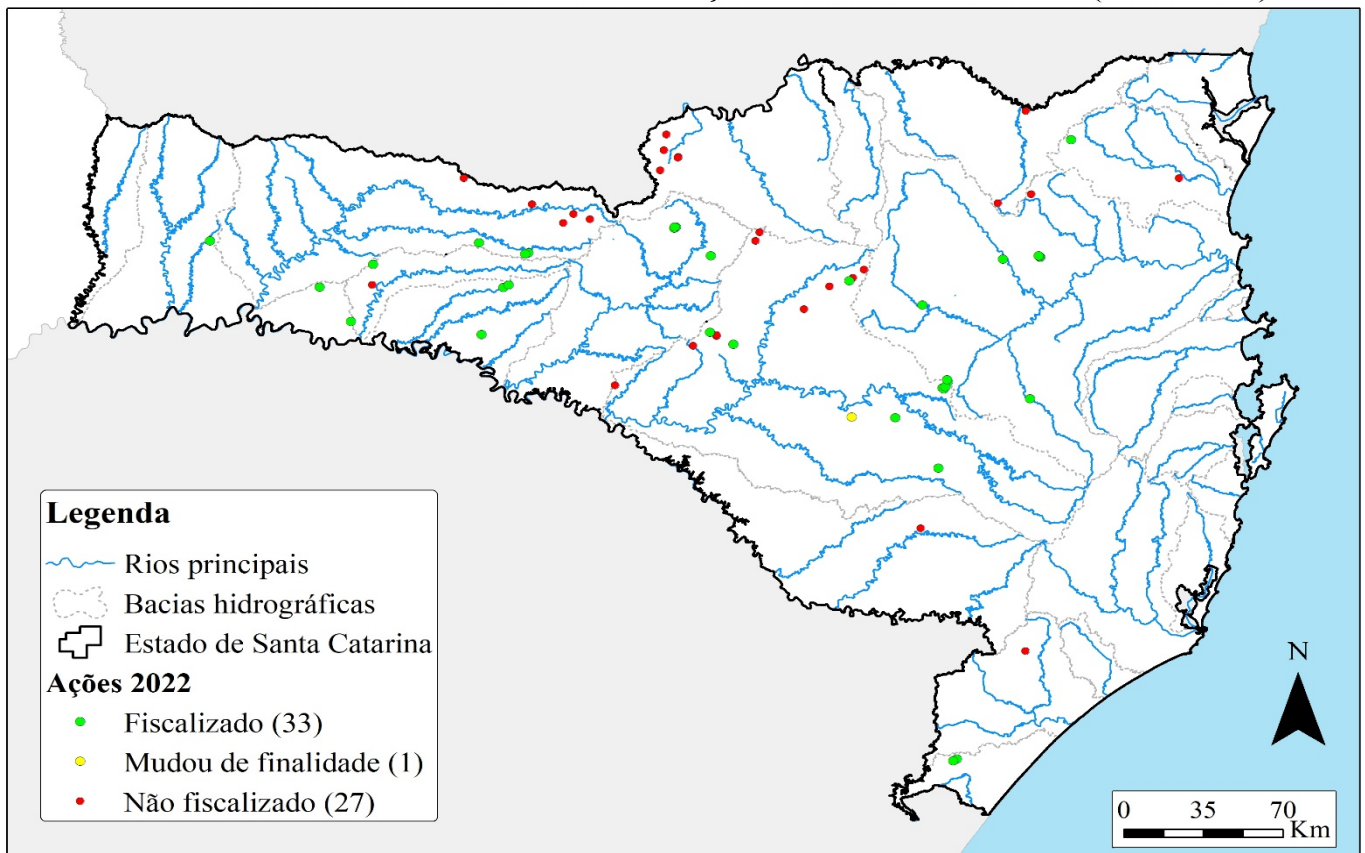 Legenda
Rios principais
Bacias hidrográficas
Estado de Santa Catarina
Ações 2022
Fiscalizado (33)
Mudou de finalidade (1)
Não fiscalizado (27)
N
0 35 70
Km